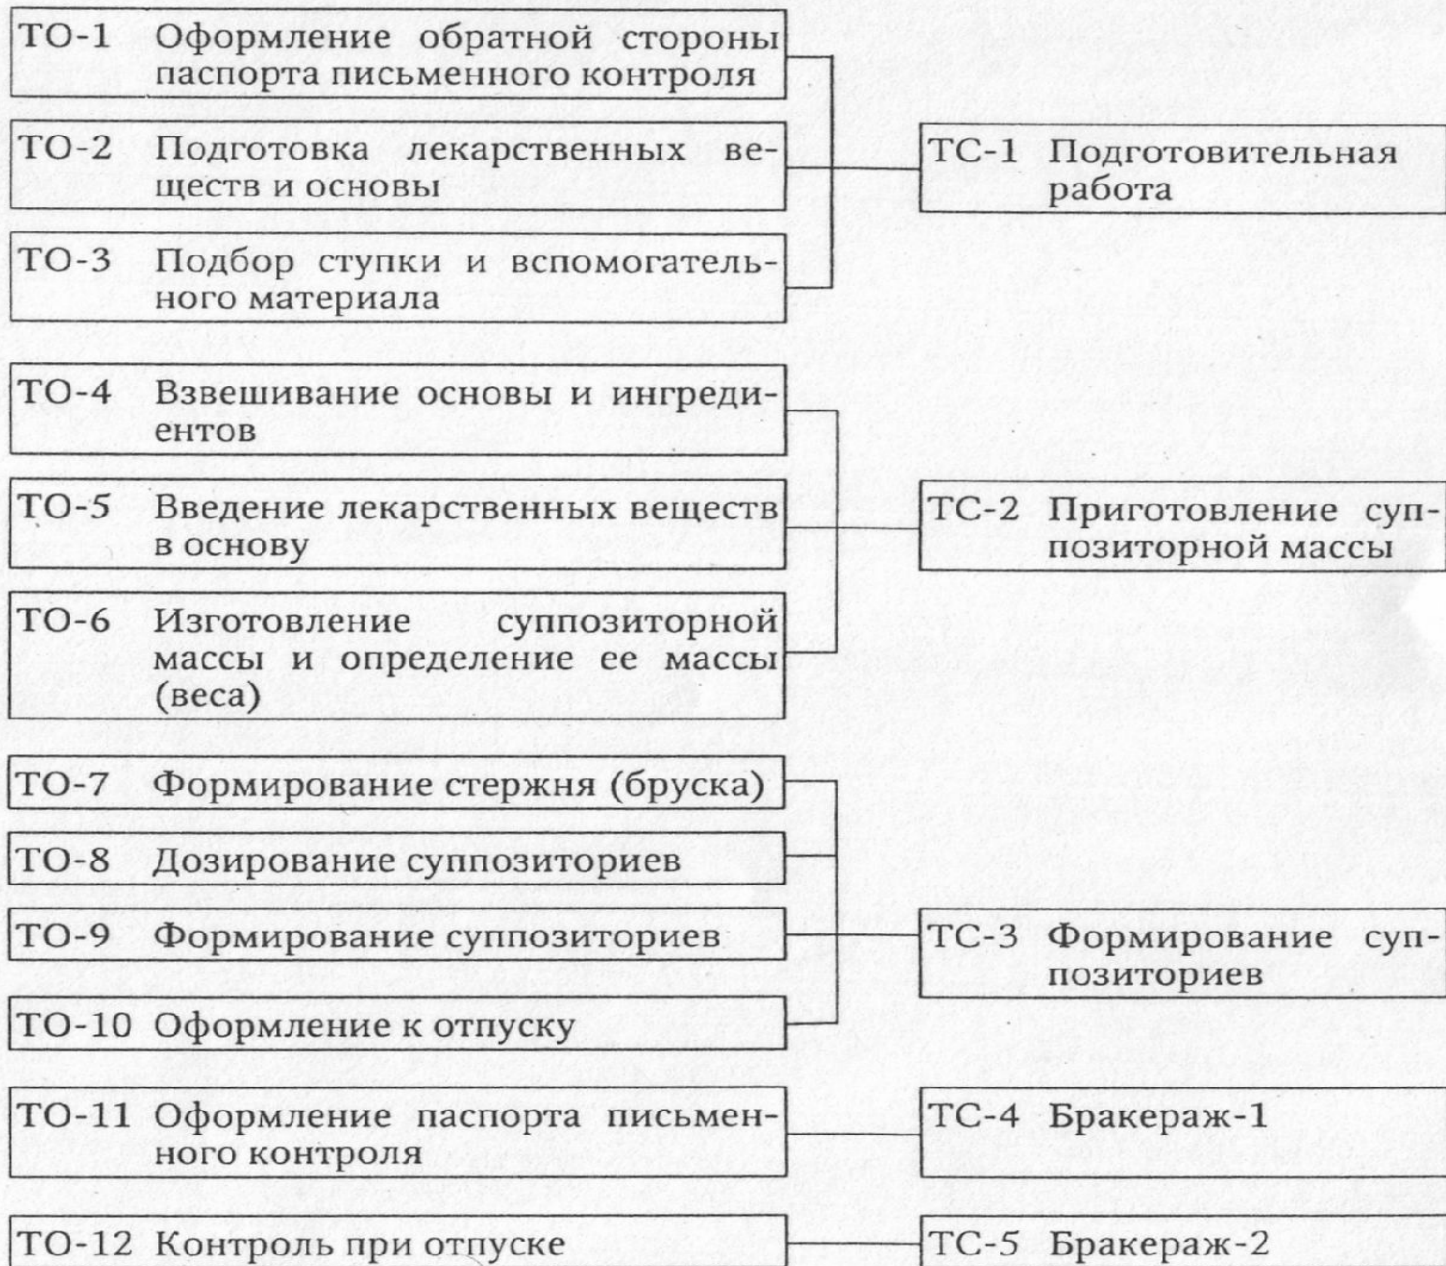 ТО-1 Оформление обратной стороны
паспорта письменного контроля
ТО-2 Подготовка лекарственных ве-
ществ и основы
ТС-1 Подготовительная
работа
ТО-3 Подбор ступки и вспомогатель-
ного материала
ТО-4 Взвешивание основы и ингреди-
ентов
ТО-5 Введение лекарственных веществ
в основу
ТС-2 Приготовление суп-
позиторной массы
ТО-6 Изготовление суппозиторной
массы и определение ее массы
(веса)
ТО-7 Формирование стержня (бруска)
ТО-8 Дозирование суппозиториев
ТО-9 Формирование суппозиториев
ТС-3 Формирование суп-
позиториев
ТО-10 Оформление к отпуску
ТО-11 Оформление паспорта письмен-
ного контроля
ТС-4 Бракераж-1
ТО-12 Контроль при отпуске
ТС-5 Бракераж-2